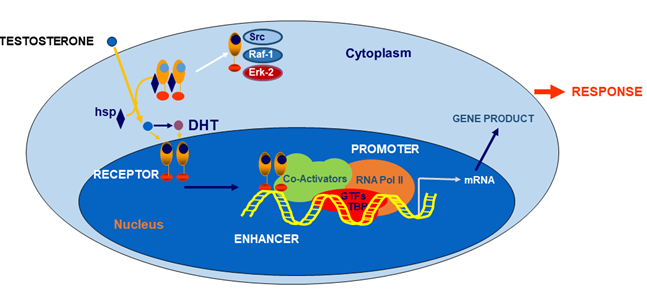 TESTOSTERONE
Src
Raf-1
Erk-2
Cytoplasm
hsp
RESPONSE
DHT
GENE PRODUCT
PROMOTER
RECEPTOR
Co-Activators
RNA Pol II
mRNA
GTFs
TBP
Nucleus
ENHANCER